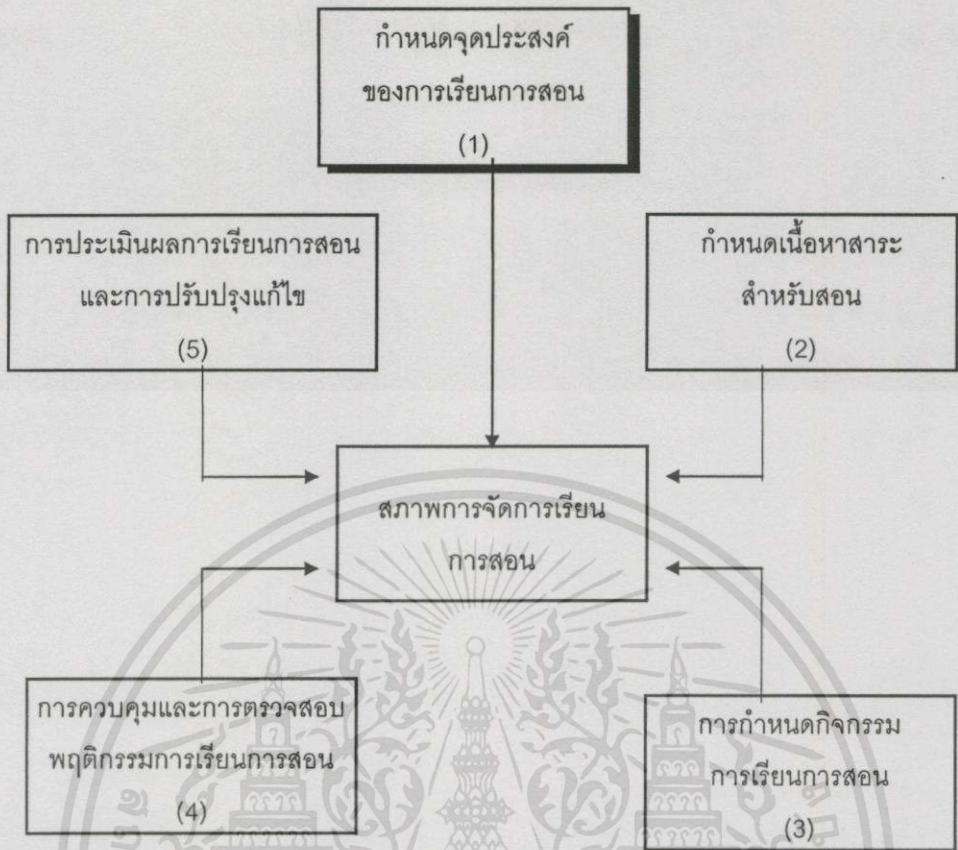 กำหนดจุดประสงค์
ของการเรียนการสอน
(1)
การประเมินผลการเรียนการสอน
และการปรับปรุงแก้ไข
(5)
กำหนดเนื้อหาสาระ
สำหรับสอน
(2)
สภาพการจัดการเรียน
การสอน
การควบคุมและการตรวจสอบ
พฤติกรรมการเรียนการสอน
(4)
การกำหนดกิจกรรม
การเรียนการสอน
(3)